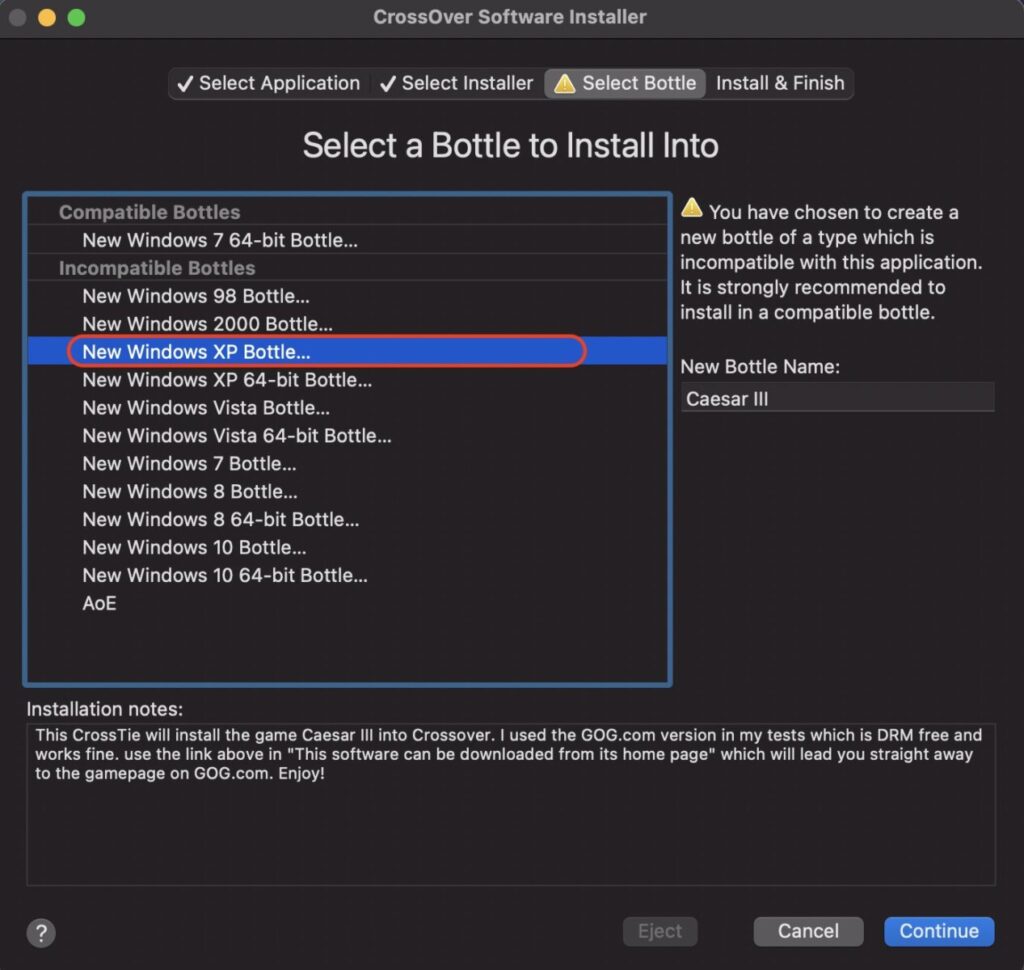 CrossOver Software Installer
✓ Select Application ✓ Select Installer Select Bottle Install & Finish
Select a Bottle to Install Into
Compatible Bottles
New Windows 7 64-bit Bottle...
Incompatible Bottles
New Windows 98 Bottle...
New Windows 2000 Bottle...
New Windows XP Bottle...
New Windows XP 64-bit Bottle...
New Windows Vista Bottle...
New Windows Vista 64-bit Bottle...
New Windows 7 Bottle...
New Windows 8 Bottle...
New Windows 8 64-bit Bottle...
New Windows 10 Bottle...
New Windows 10 64-bit Bottle...
AoE
You have chosen to create a
new bottle of a type which is
incompatible with this application.
It is strongly recommended to
install in a compatible bottle.
New Bottle Name:
Caesar III
Installation notes:
This CrossTie will install the game Caesar III into Crossover. I used the GOG.com version in my tests which is DRM free and
works fine. use the link above in "This software can be downloaded from its home page" which will lead you straight away
to the gamepage on GOG.com. Enjoy!
? Eject Cancel Continue